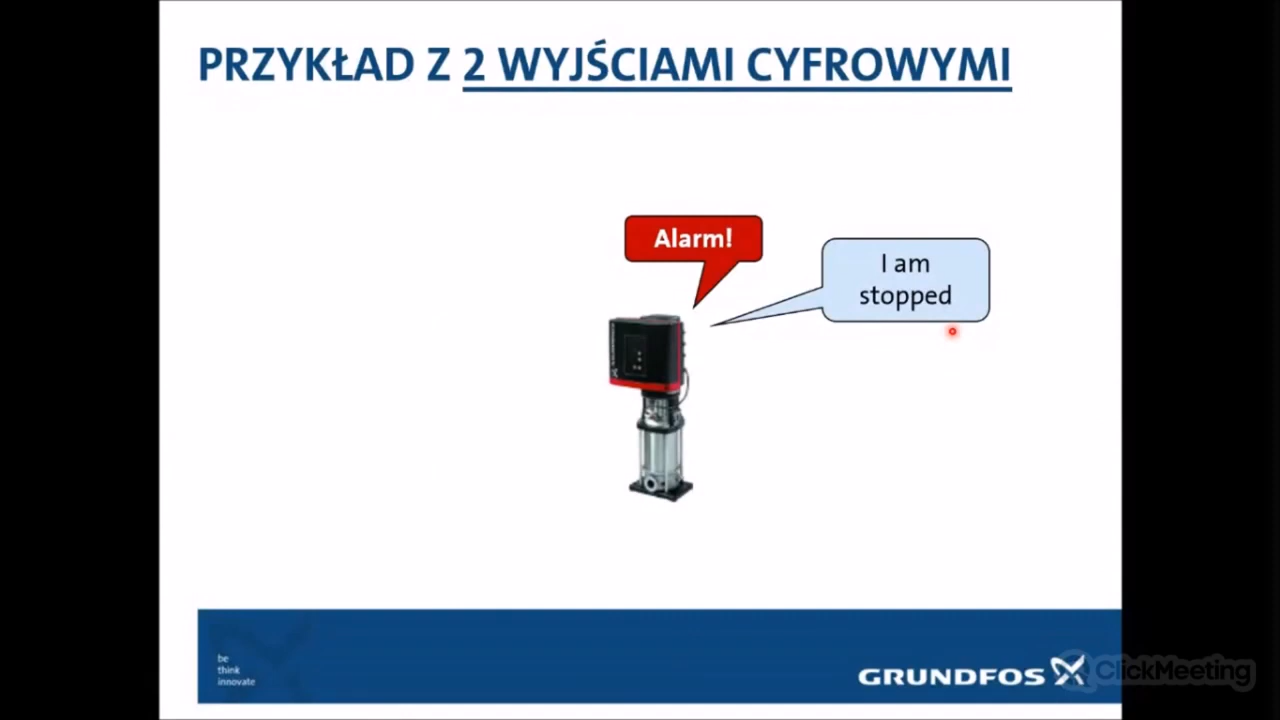 PRZYKŁAD Z 2 WYJŚCIAMI CYFROWYMI
Alarm!
I am
stopped
be
think
innovate
GRUNDFOS
ClickMeeting